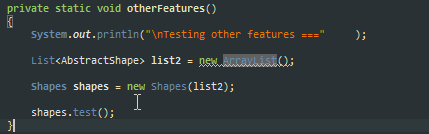 private static void otherFeatures()
{
System.out.println("\nTesting other features ===" );
List<AbstractShape> list2 = new ArrayList();
Shapes shapes = new Shapes(list2);
shapes.test();
}